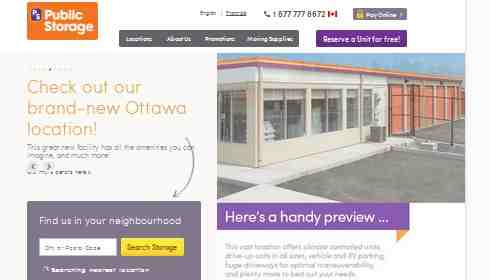 PS Public Storage
English | Française
1 877 777 8672
Pay Online
Locations About Us Promotions Moving Supplies
Reserve a Unit for free!
Check out our
brand-new Ottawa
location!
This great new facility has all the amenities you can
imagine, and much more
Find us in your neighbourhood
City or Postal Code
Search Storage
Searching nearest location
Here's a handy preview ...
This vast location offers climate controlled units,
drive-up units in all sizes, vehicle and RV parking,
huge driveways for optimal maneuverability
and plenty more to best suit your needs.